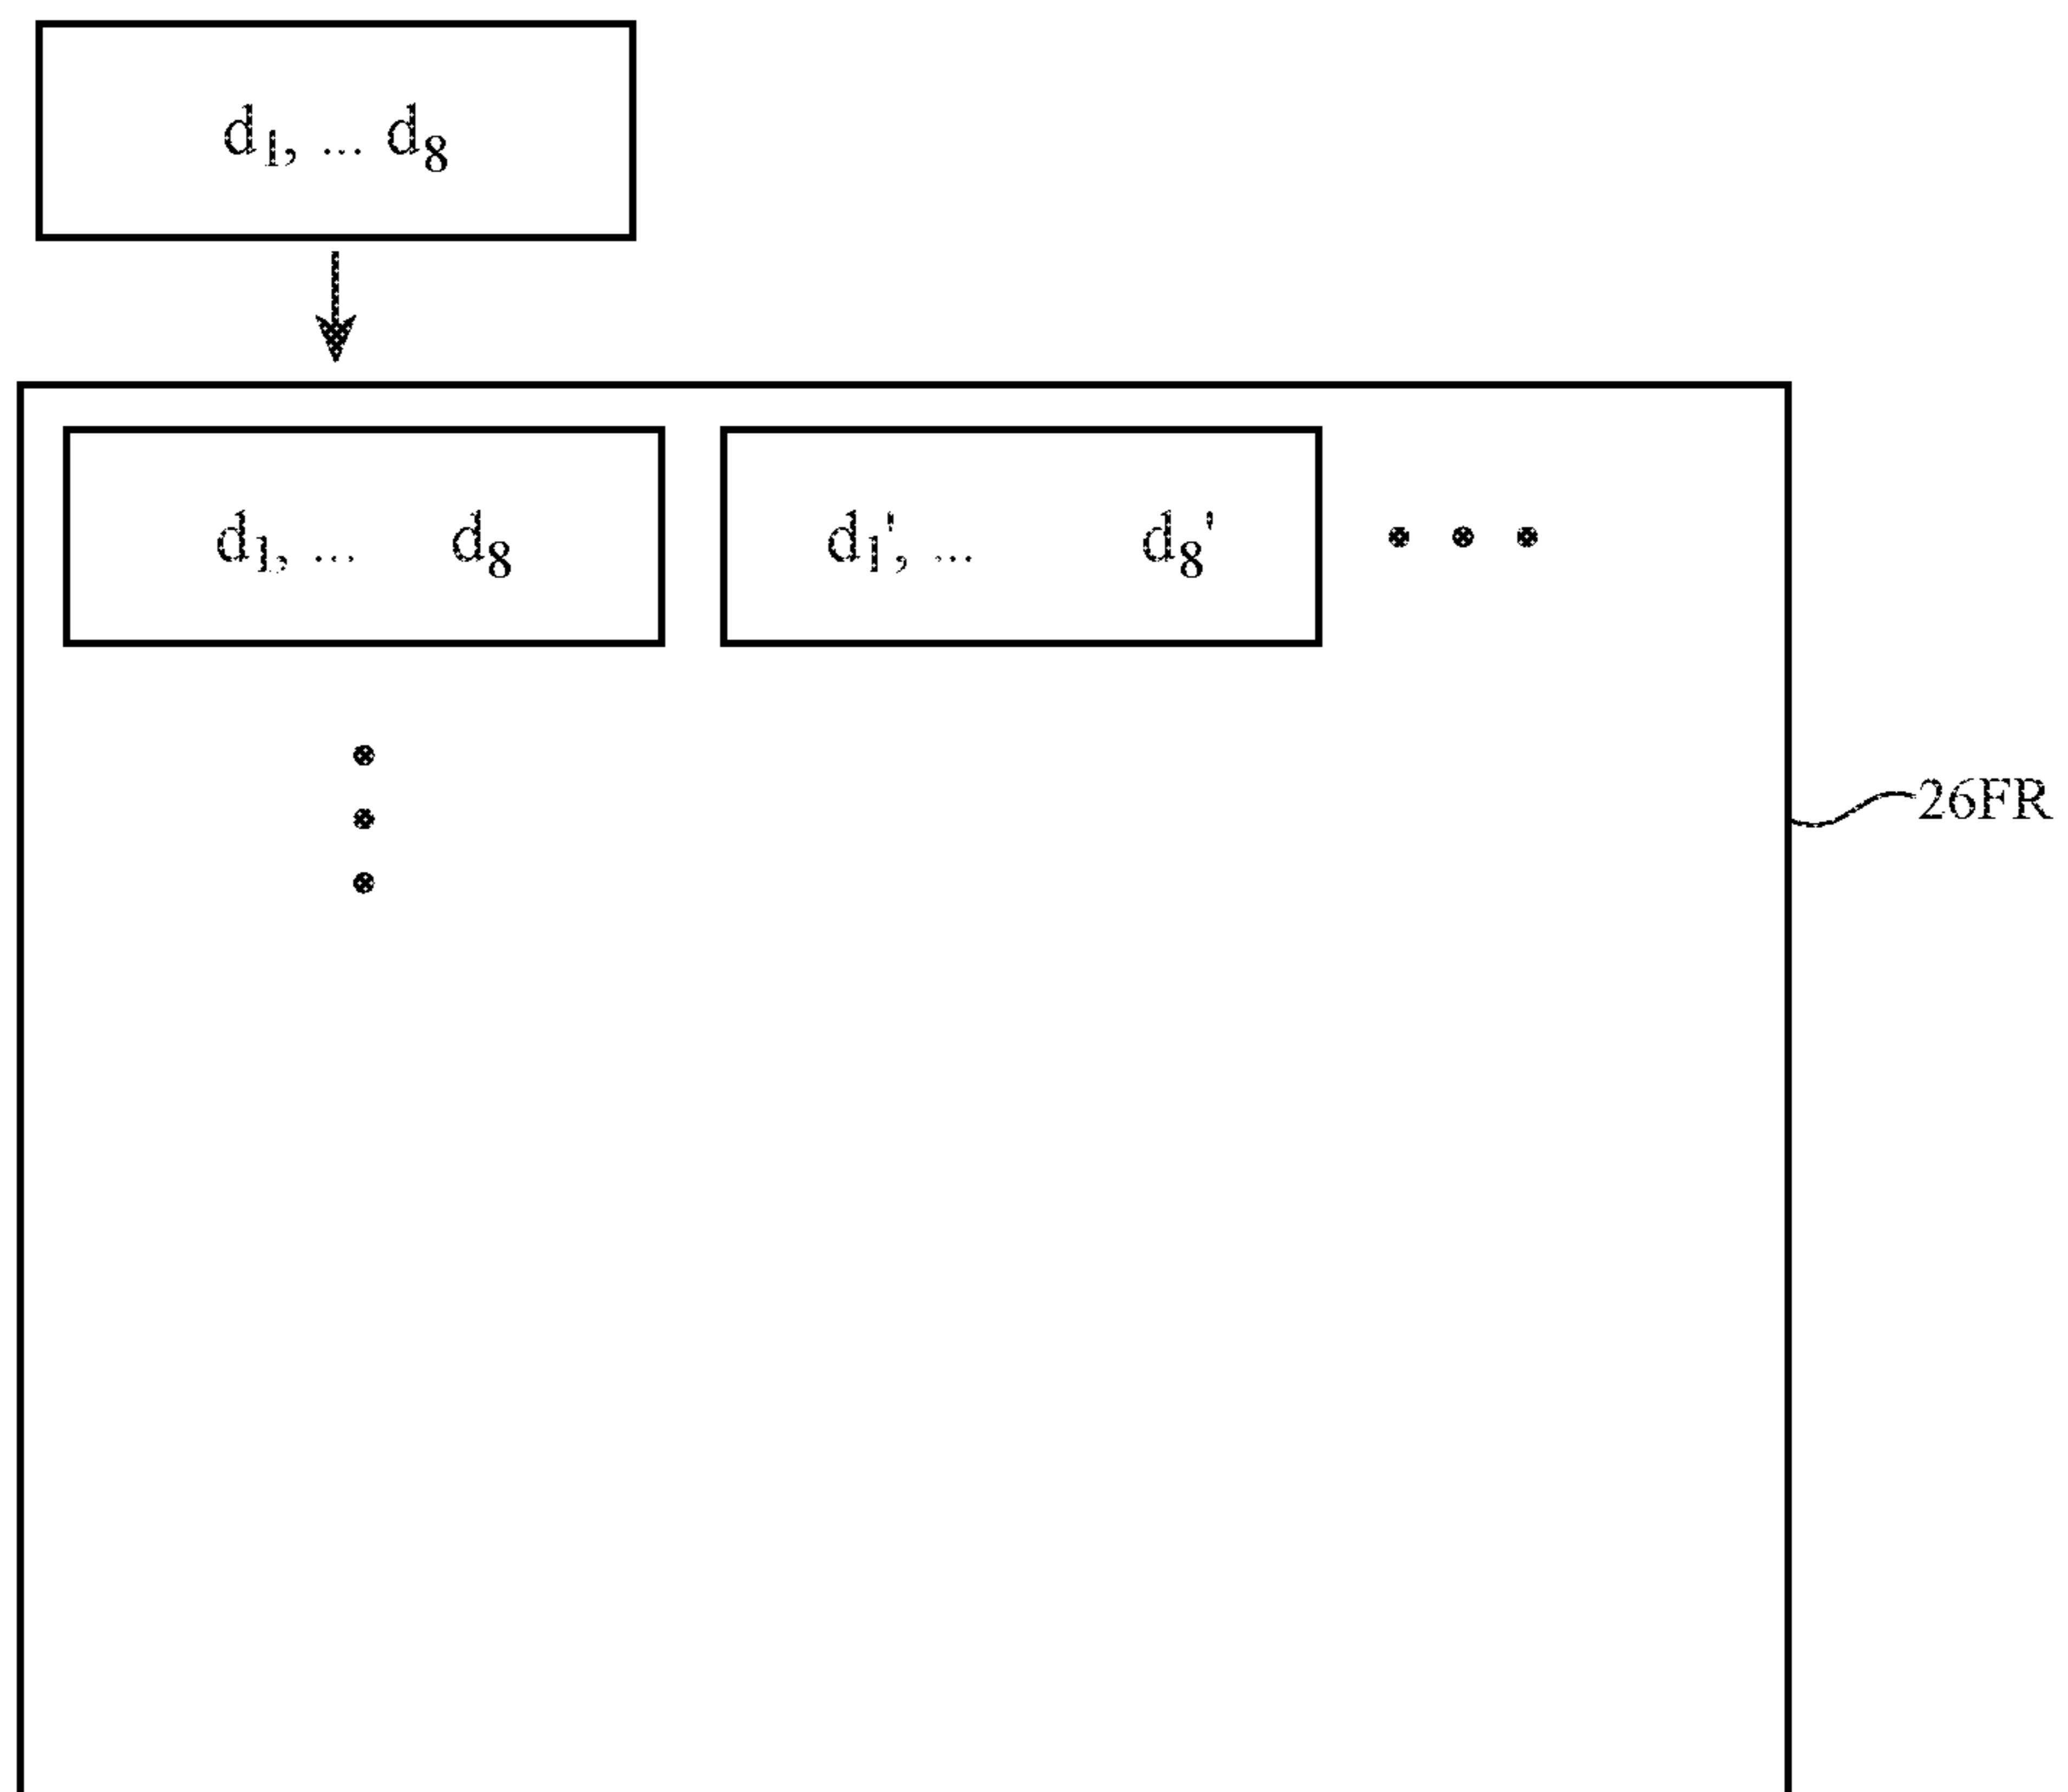 d₁, ... d₈
d₁, ... d₈ d₁', ... d₈' • • •
26FR